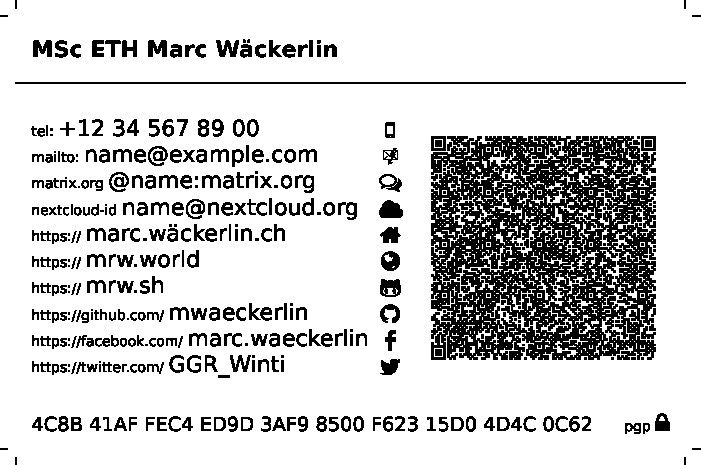 MSc ETH Marc Wäckerlin
tel: +12 34 567 89 00
mailto: name@example.com
matrix.org @name:matrix.org
nextcloud-id name@nextcloud.org
https:// marc.wäckerlin.ch
https:// mrw.world
https:// mrw.sh
https://github.com/ mwaeckerlin
https://facebook.com/ marc.waeckerlin
https://twitter.com/ GGR_Winti
4C8B 41AF FEC4 ED9D 3AF9 8500 F623 15D0 4D4C 0C62 pgp